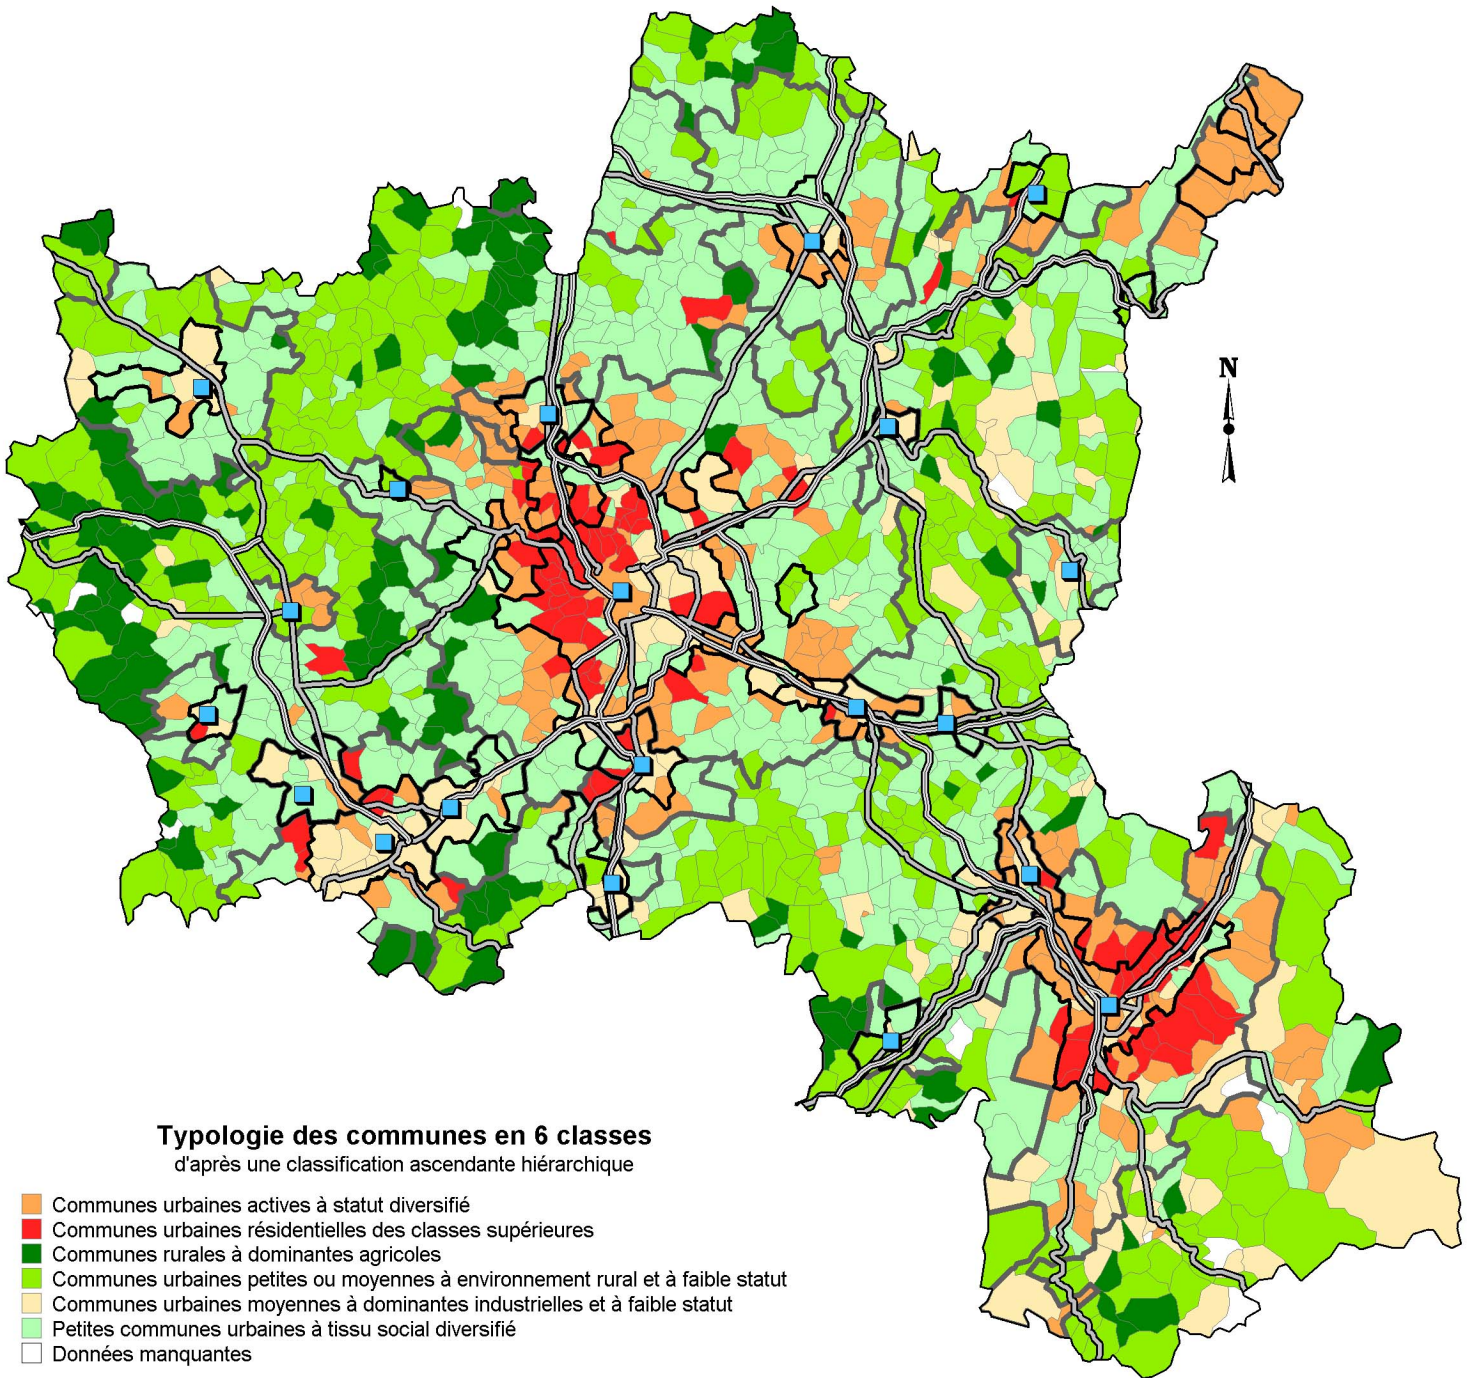 N
Typologie des communes en 6 classes
d'après une classification ascendante hiérarchique
Communes urbaines actives à statut diversifié
Communes urbaines résidentielles des classes supérieures
Communes rurales à dominantes agricoles
Communes urbaines petites ou moyennes à environnement rural et à faible statut
Communes urbaines moyennes à dominantes industrielles et à faible statut
Petites communes urbaines à tissu social diversifié
Données manquantes